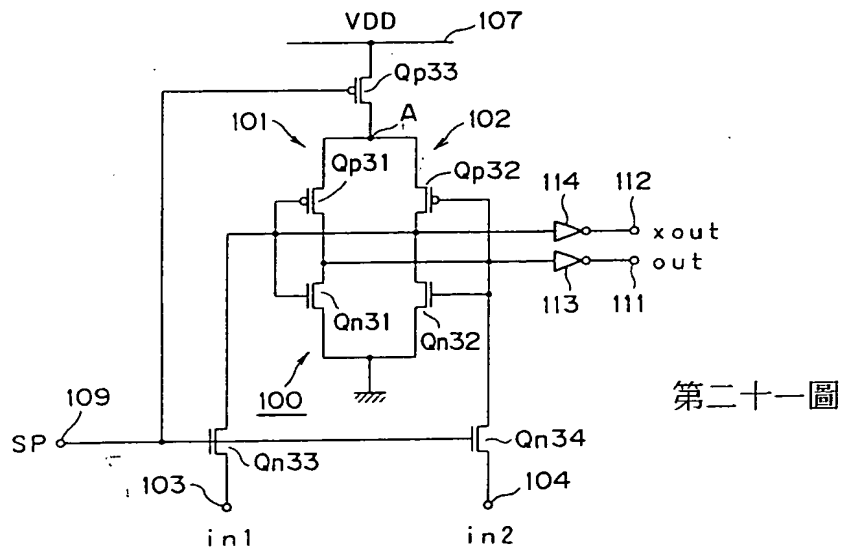 VDD
107
Qp33
A
101
102
Qp31
Qp32
114
112
xout
out
113
111
Qn31
Qn32
100
第二十一圖
109
SP
Qn33
Qn34
103
104
in1
in2